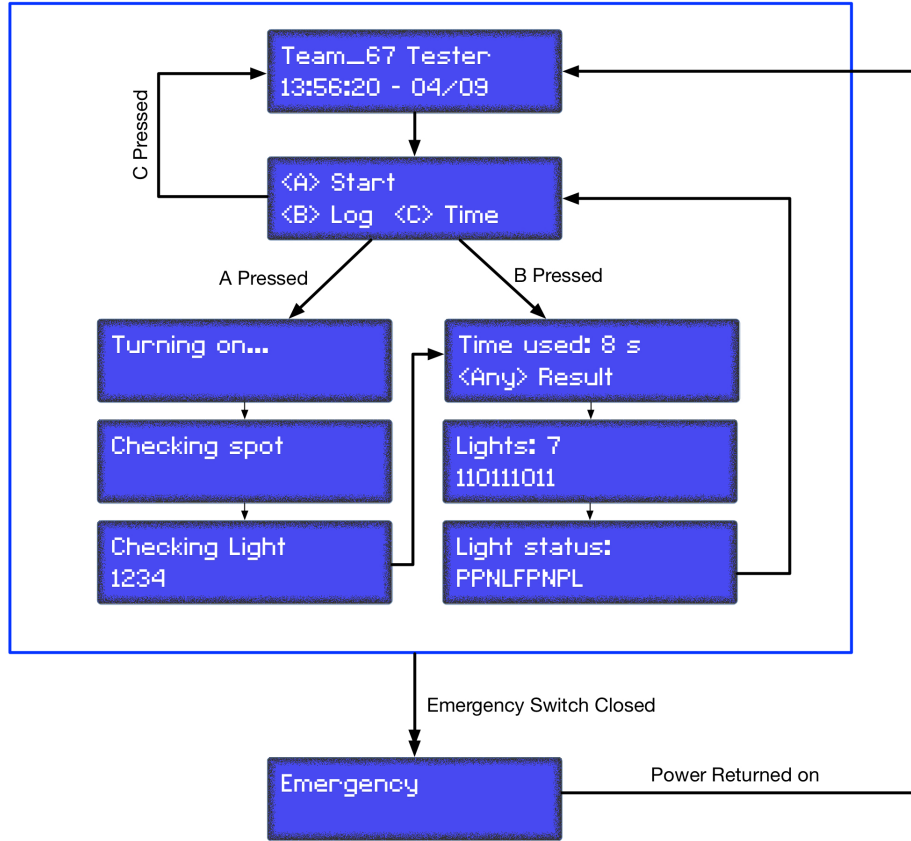 Team_67 Tester
13:56:20 - 04/09
C Pressed
<A> Start
<B> Log <C> Time
A Pressed
B Pressed
Turning on...
Time used: 8 s
<Any> Result
Checking spot
Lights: 7
110111011
Checking Light
1234
Light status:
PPNLFPNPL
Emergency Switch Closed
Emergency
Power Returned on